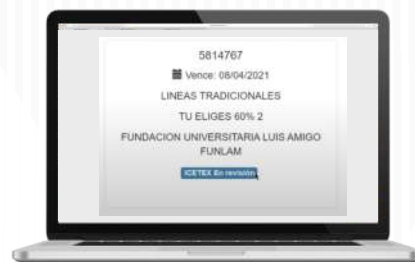 5814767
Vence: 08/04/2021
LINEAS TRADICIONALES
TU ELIGES 60% 2
FUNDACION UNIVERSITARIA LUIS AMIGO
FUNLAM
ICETEX En revisión